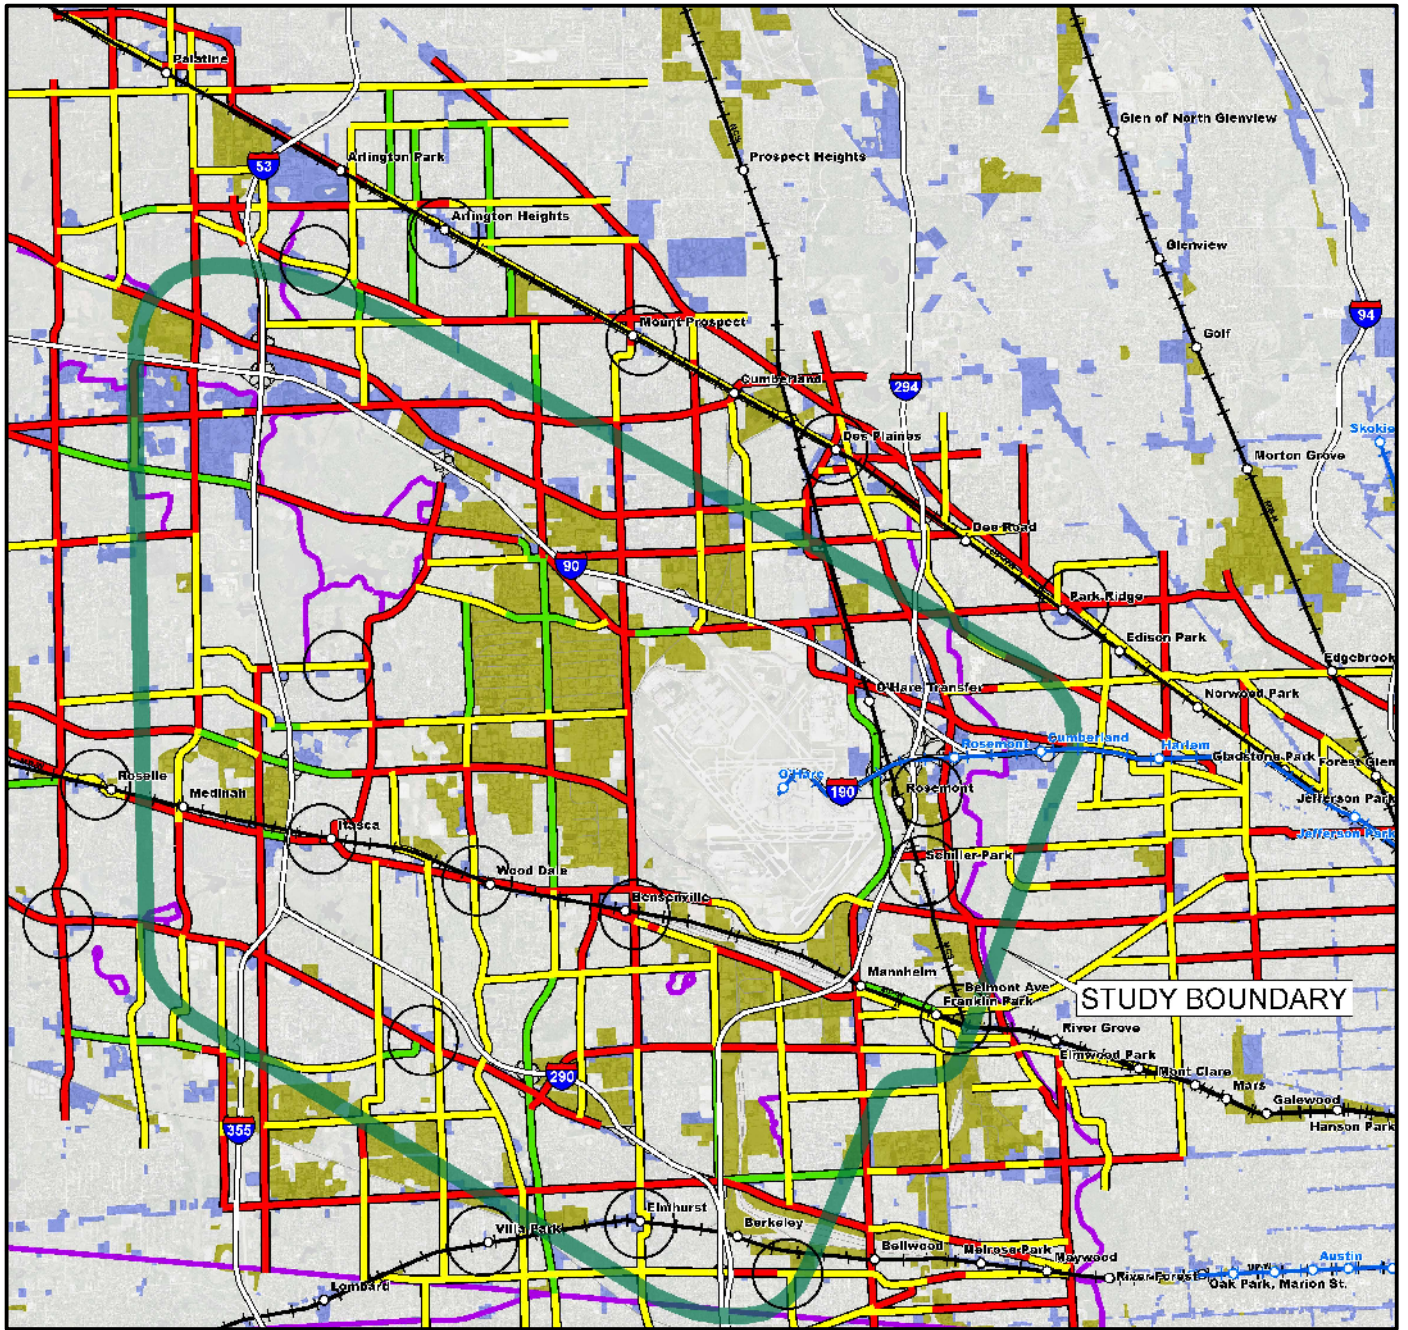 Palatine
Glen of North Glenview
Prospect Heights
53
Arlington Park
Arlington Heights
Glenview
94
Mount Prospect
Golf
Cumberland
294
Skokie
Des Plaines
Morton Grove
Dee Road
90
Park Ridge
Edison Park
Edgebrook
O'Hare Transfer
Norwood Park
Rosemont
Cumberland
Harlem
Gladstone Park
Forest Glen
O'Hare
190
Rosemont
Roselle
Medinah
Jefferson Park
Jefferson Park
Itasca
Schiller Park
Wood Dale
Bensenville
Mannheim
Belmont Ave
Franklin Park
STUDY BOUNDARY
River Grove
Elmwood Park
290
Mont Clare
Mars
355
Galewood
Hanson Park
Elmhurst
Villa Park
Berkeley
Bellwood
Melrose Park
Maywood
Austin
Lombard
River Forest
Oak Park, Marion St.